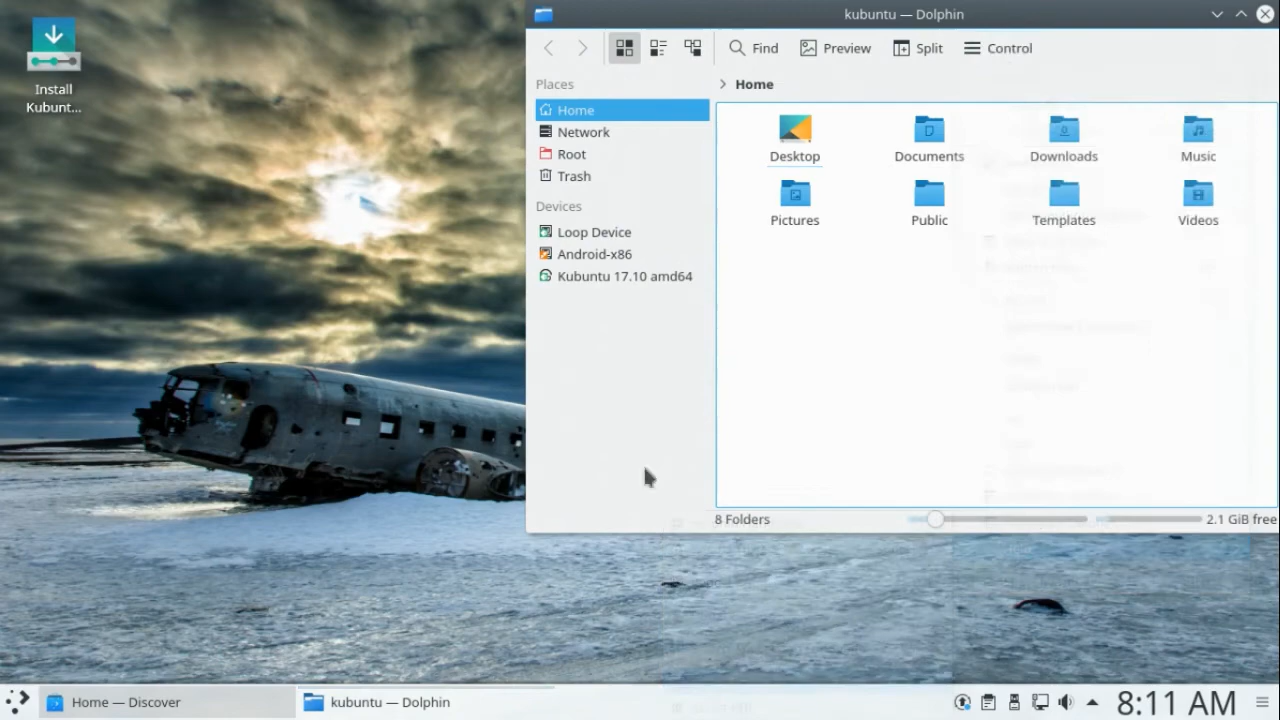 Install
Kubunt...
kubuntu — Dolphin
Find
Preview
Split
Control
Places
Home
Network
Root
Trash
Devices
Loop Device
Android-x86
Kubuntu 17.10 amd64
Home
Desktop
Documents
Downloads
Music
Pictures
Public
Templates
Videos
8 Folders
2.1 GiB free
Home — Discover
kubuntu — Dolphin
8:11 AM